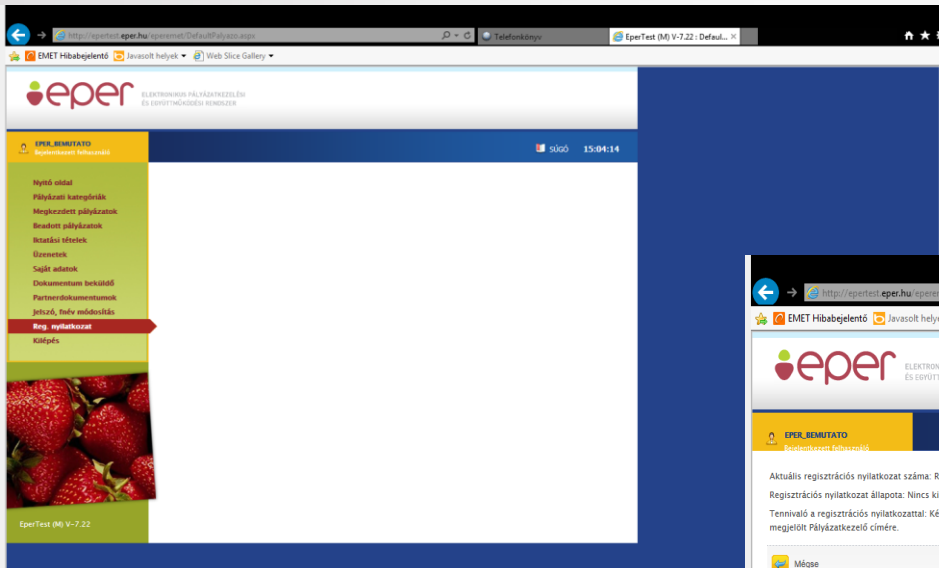 http://epertest.eper.hu/eperemet/DefaultPalyazo.aspx
Telefonkönyv
EperTest (M) V-7.22 : Defaul...
EMET Hibabejelentő
Javasolt helyek
Web Slice Gallery
eper
ELEKTRONIKUS PÁLYÁZATKEZELÉSI
ÉS EGYÜTTMŰKÖDÉSI RENDSZER
EPER_BEMUTATO
Bejelentkezett felhasználó
SÚGÓ
15:04:14
Nyitó oldal
Pályázati kategóriák
Megkezdett pályázatok
Beadott pályázatok
Iktatási tételek
Üzenetek
Saját adatok
Dokumentum beküldő
Partnerdokumentumok
Jelszó, fnév módosítás
Reg. nyilatkozat
Kilépés
EperTest (M) V-7.22
http://epertest.eper.hu/eperem
EMET Hibabejelentő
Javasolt hely
eper
ELEKTRON
ÉS EGYÜTT
EPER_BEMUTATO
Bejelentkezett felhasználó
Aktuális regisztrációs nyilatkozat száma: R
Regisztrációs nyilatkozat állapota: Nincs ki
Tennivaló a regisztrációs nyilatkozattal: Ké
megjelölt Pályázatkezelő címére.
Mégse